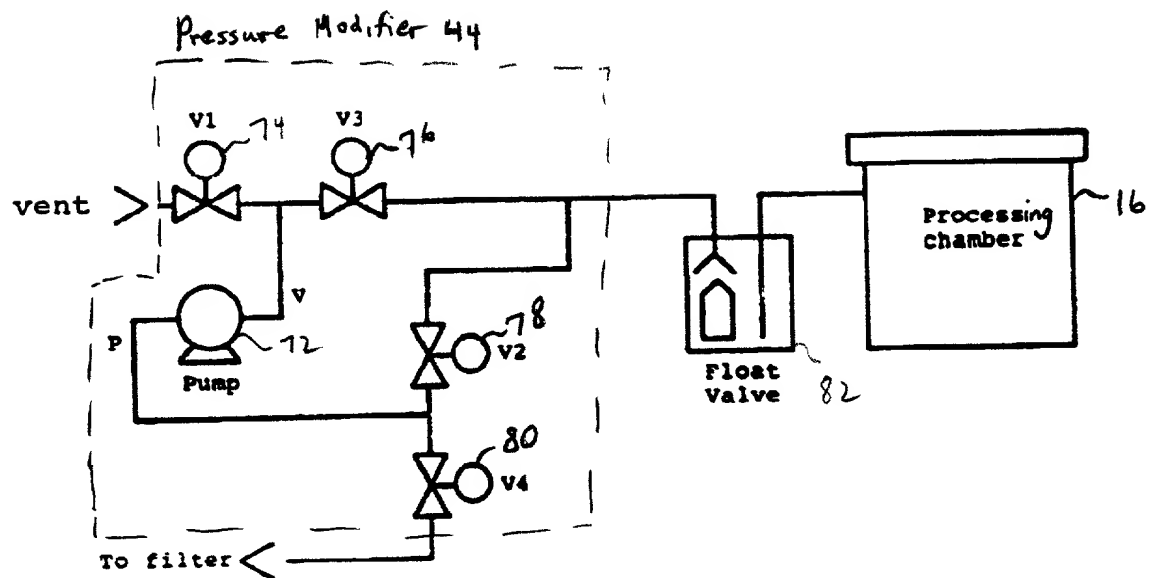 Pressure Modifier 44
V1
74
V3
76
vent
Processing
chamber
16
V
P
72
Pump
78
V2
Float
Valve
82
80
V4
To filter